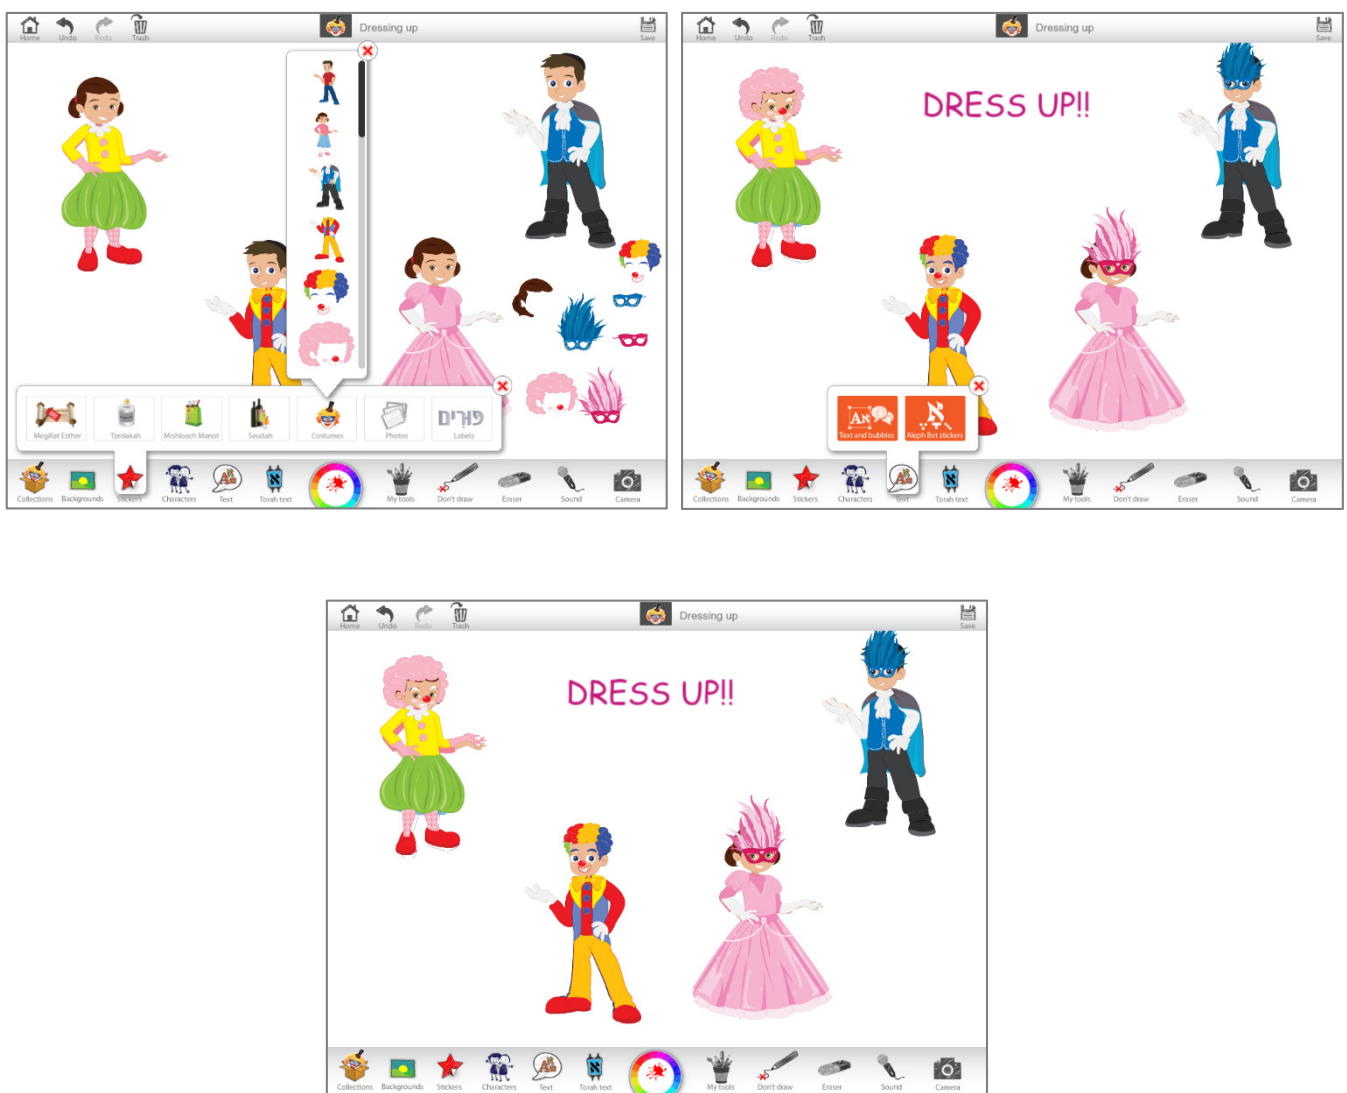 Home Undo Redo Trash Dressing up Save
Megillat Esther Tzedakah Mishloach Manot Seudah Costumes Photos Labels
פּוּרִים
Collections Backgrounds Stickers Characters Text Torah text My tools Don't draw Eraser Sound Camera
Home Undo Redo Trash Dressing up Save
DRESS UP!!
Text and bubbles Aleph Bet stickers
Collections Backgrounds Stickers Characters Text Torah text My tools Don't draw Eraser Sound Camera
Home Undo Redo Trash Dressing up Save
DRESS UP!!
Collections Backgrounds Stickers Characters Text Torah text My tools Don't draw Eraser Sound Camera